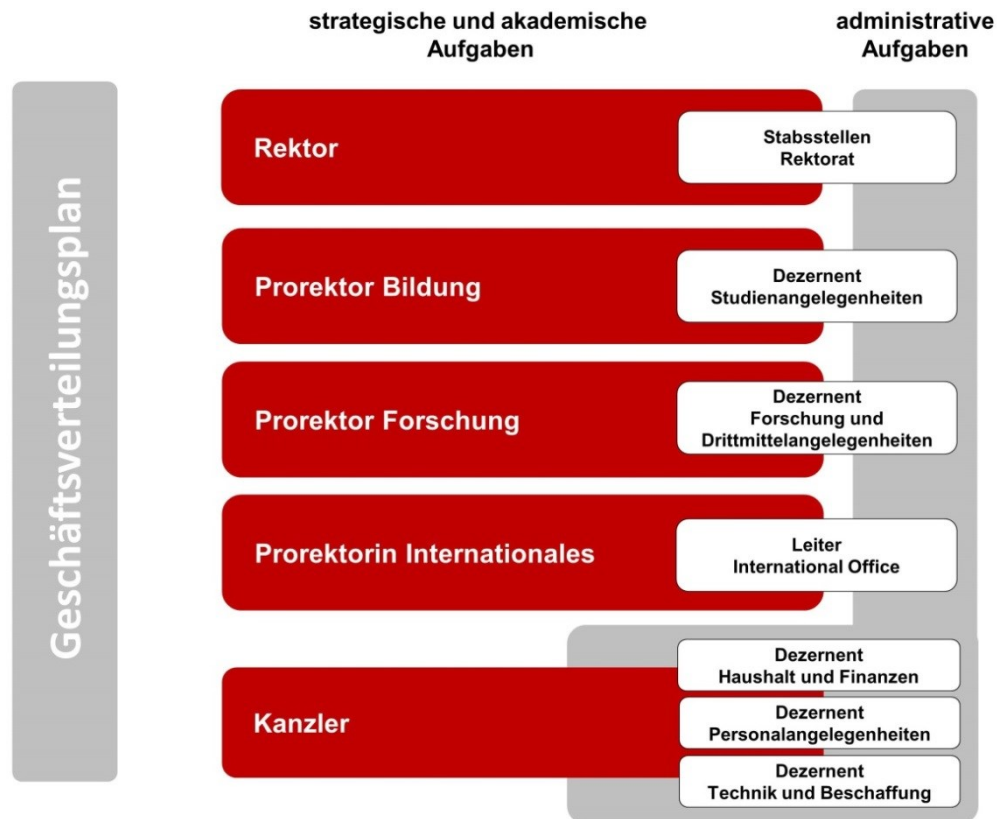 strategische und akademische
Aufgaben
administrative
Aufgaben
Geschäftsverteilungsplan
Rektor
Stabsstellen
Rektorat
Prorektor Bildung
Dezernent
Studienangelegenheiten
Prorektor Forschung
Dezernent
Forschung und
Drittmittelangelegenheiten
Prorektorin Internationales
Leiter
International Office
Kanzler
Dezernent
Haushalt und Finanzen
Dezernent
Personalangelegenheiten
Dezernent
Technik und Beschaffung